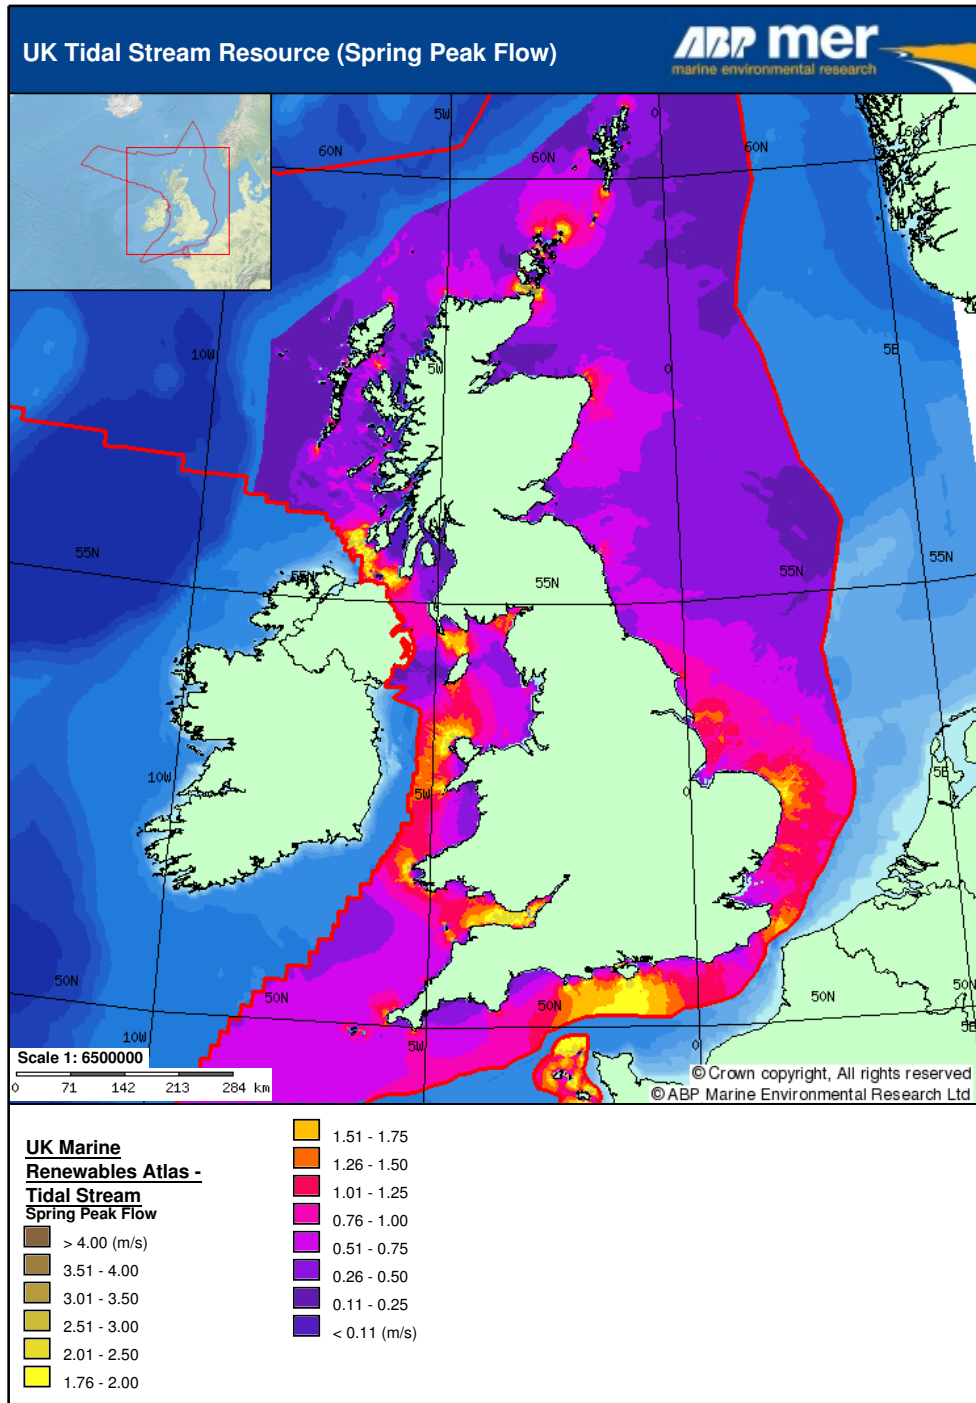 UK Tidal Stream Resource (Spring Peak Flow)
ABP mer
marine environmental research
5W
0
60N
60N
60N
60N
10W
5W
0
5E
55N
55N
55N
55N
55N
10W
5W
0
5E
50N
50N
50N
50N
50N
10W
5W
0
5E
Scale 1: 6500000
0 71 142 213 284 km
© Crown copyright, All rights reserved
© ABP Marine Environmental Research Ltd
UK Marine
Renewables Atlas -
Tidal Stream
Spring Peak Flow
> 4.00 (m/s)
3.51 - 4.00
3.01 - 3.50
2.51 - 3.00
2.01 - 2.50
1.76 - 2.00
1.51 - 1.75
1.26 - 1.50
1.01 - 1.25
0.76 - 1.00
0.51 - 0.75
0.26 - 0.50
0.11 - 0.25
< 0.11 (m/s)